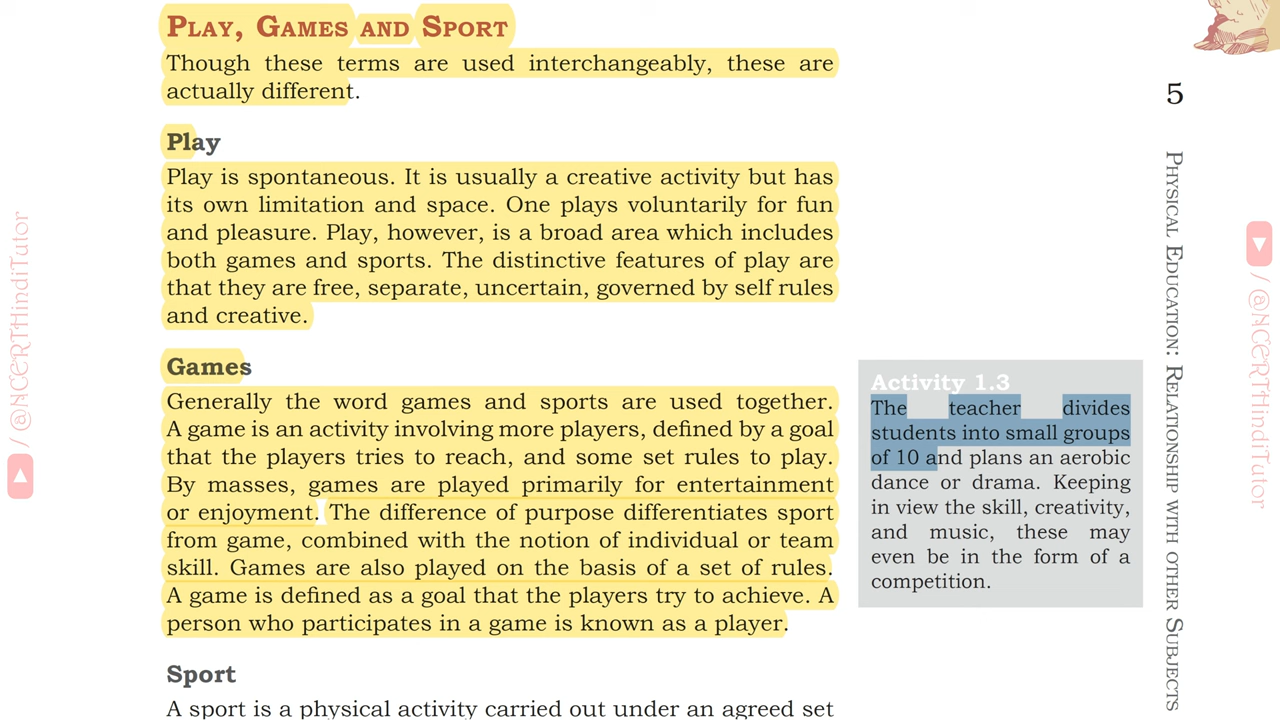 PLAY, GAMES AND SPORT
Though these terms are used interchangeably, these are
actually different.
Play
Play is spontaneous. It is usually a creative activity but has
its own limitation and space. One plays voluntarily for fun
and pleasure. Play, however, is a broad area which includes
both games and sports. The distinctive features of play are
that they are free, separate, uncertain, governed by self rules
and creative.
Games
Generally the word games and sports are used together.
A game is an activity involving more players, defined by a goal
that the players tries to reach, and some set rules to play.
By masses, games are played primarily for entertainment
or enjoyment. The difference of purpose differentiates sport
from game, combined with the notion of individual or team
skill. Games are also played on the basis of a set of rules.
A game is defined as a goal that the players try to achieve. A
person who participates in a game is known as a player.
Sport
A sport is a physical activity carried out under an agreed set
Activity 1.3
The teacher divides
students into small groups
of 10 and plans an aerobic
dance or drama. Keeping
in view the skill, creativity,
and music, these may
even be in the form of a
competition.
5
PHYSICAL EDUCATION: RELATIONSHIP WITH OTHER SUBJECTS
/ @NCERTHindiTutor
/ @NCERTHindiTutor